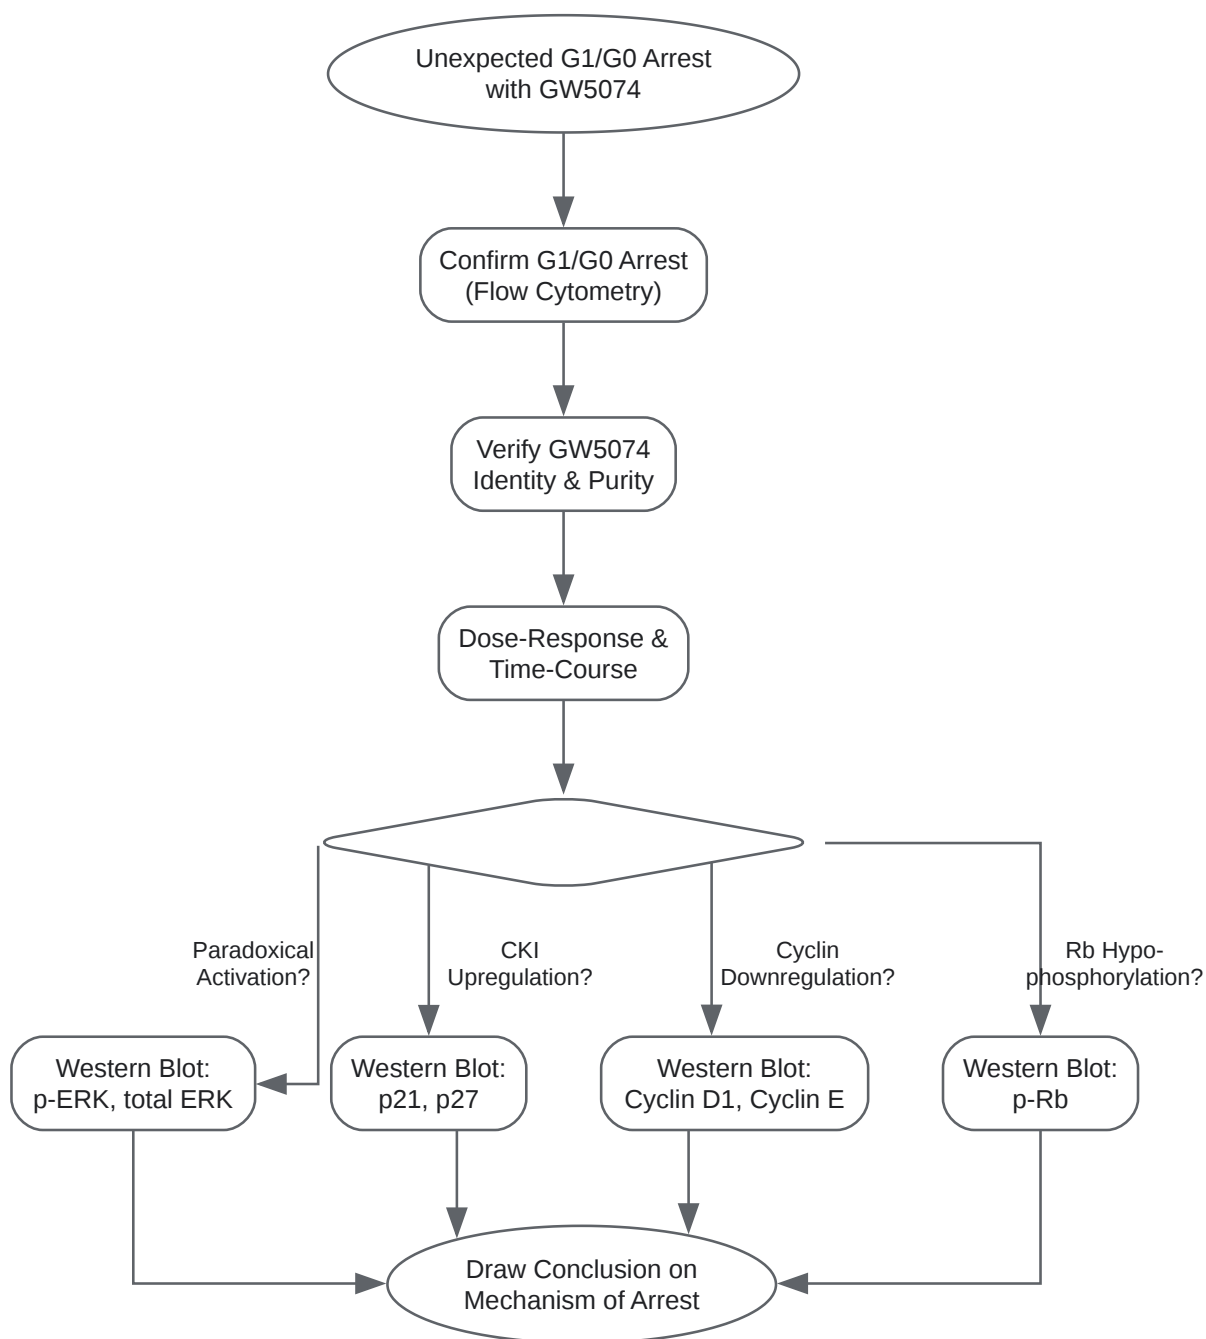 Unexpected G1/G0 Arrest
with GW5074
Confirm G1/G0 Arrest
(Flow Cytometry)
Verify GW5074
Identity & Purity
Dose-Response &
Time-Course
Paradoxical
Activation?
CKI
Upregulation?
Cyclin
Downregulation?
Rb Hypo-
phosphorylation?
Western Blot:
p-ERK, total ERK
Western Blot:
p21, p27
Western Blot:
Cyclin D1, Cyclin E
Western Blot:
p-Rb
Draw Conclusion on
Mechanism of Arrest